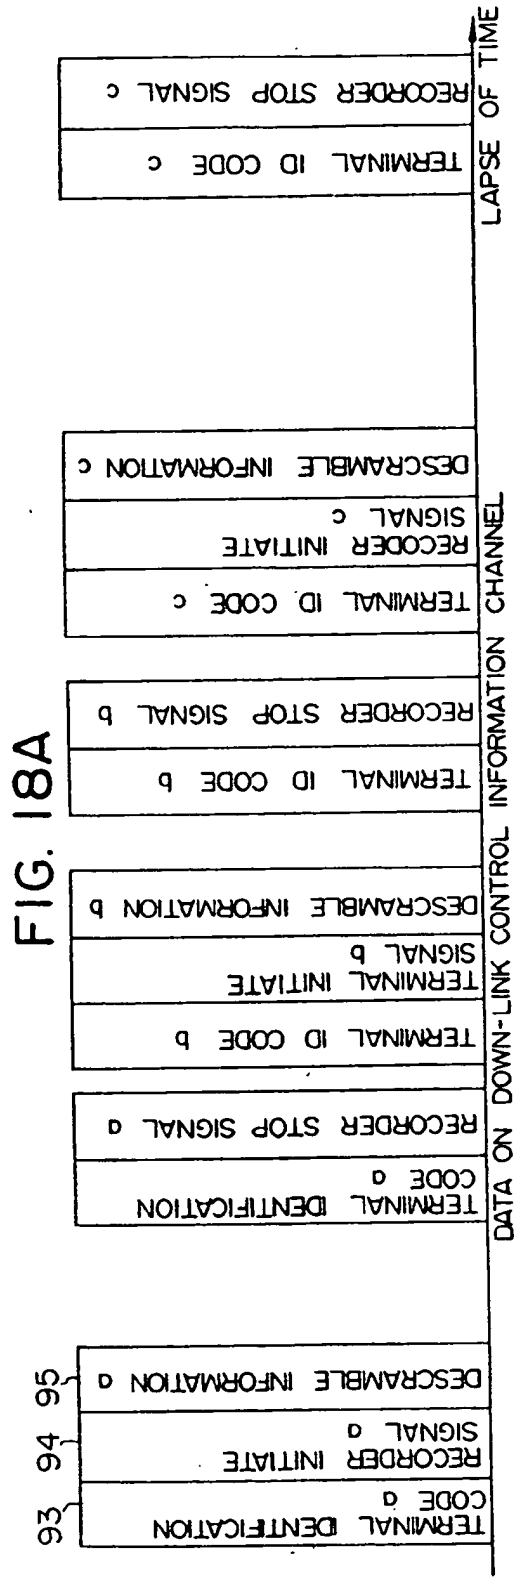 FIG. 18A
93
94
95
TERMINAL IDENTIFICATION
CODE a
RECORDER INITIATE
SIGNAL a
DESCRAMBLE INFORMATION a
TERMINAL IDENTIFICATION
CODE a
RECORDER STOP SIGNAL a
TERMINAL ID CODE b
TERMINAL INITIATE
SIGNAL b
DESCRAMBLE INFORMATION b
TERMINAL ID CODE b
RECORDER STOP SIGNAL b
TERMINAL ID CODE c
RECODER INITIATE
SIGNAL c
DESCRAMBLE INFORMATION c
TERMINAL ID CODE c
RECORDER STOP SIGNAL c
DATA ON DOWN-LINK CONTROL INFORMATION CHANNEL
LAPSE OF TIME